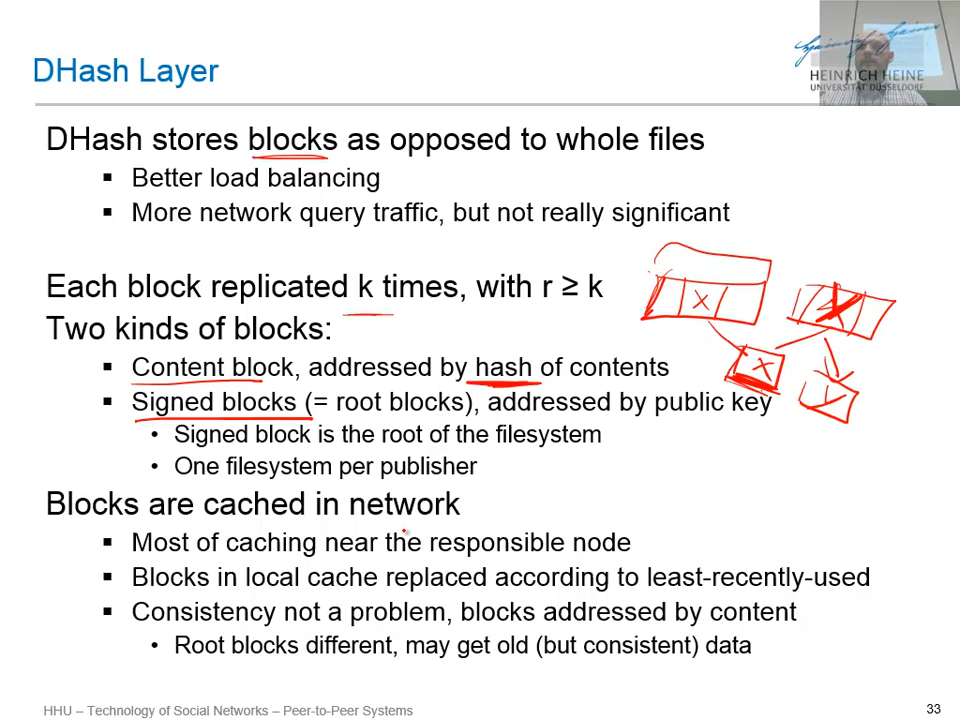 DHash Layer
HEINRICH HEINE
UNIVERSITÄT DÜSSELDORF
DHash stores blocks as opposed to whole files
▪ Better load balancing
▪ More network query traffic, but not really significant
Each block replicated k times, with r ≥ k
Two kinds of blocks:
▪ Content block, addressed by hash of contents
▪ Signed blocks (= root blocks), addressed by public key
• Signed block is the root of the filesystem
• One filesystem per publisher
Blocks are cached in network
▪ Most of caching near the responsible node
▪ Blocks in local cache replaced according to least-recently-used
▪ Consistency not a problem, blocks addressed by content
• Root blocks different, may get old (but consistent) data
HHU – Technology of Social Networks – Peer-to-Peer Systems
33